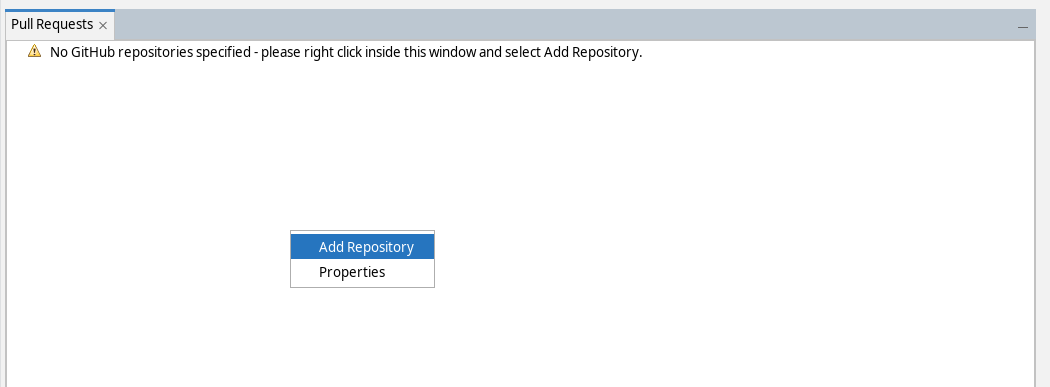 Pull Requests
No GitHub repositories specified - please right click inside this window and select Add Repository.
Add Repository
Properties